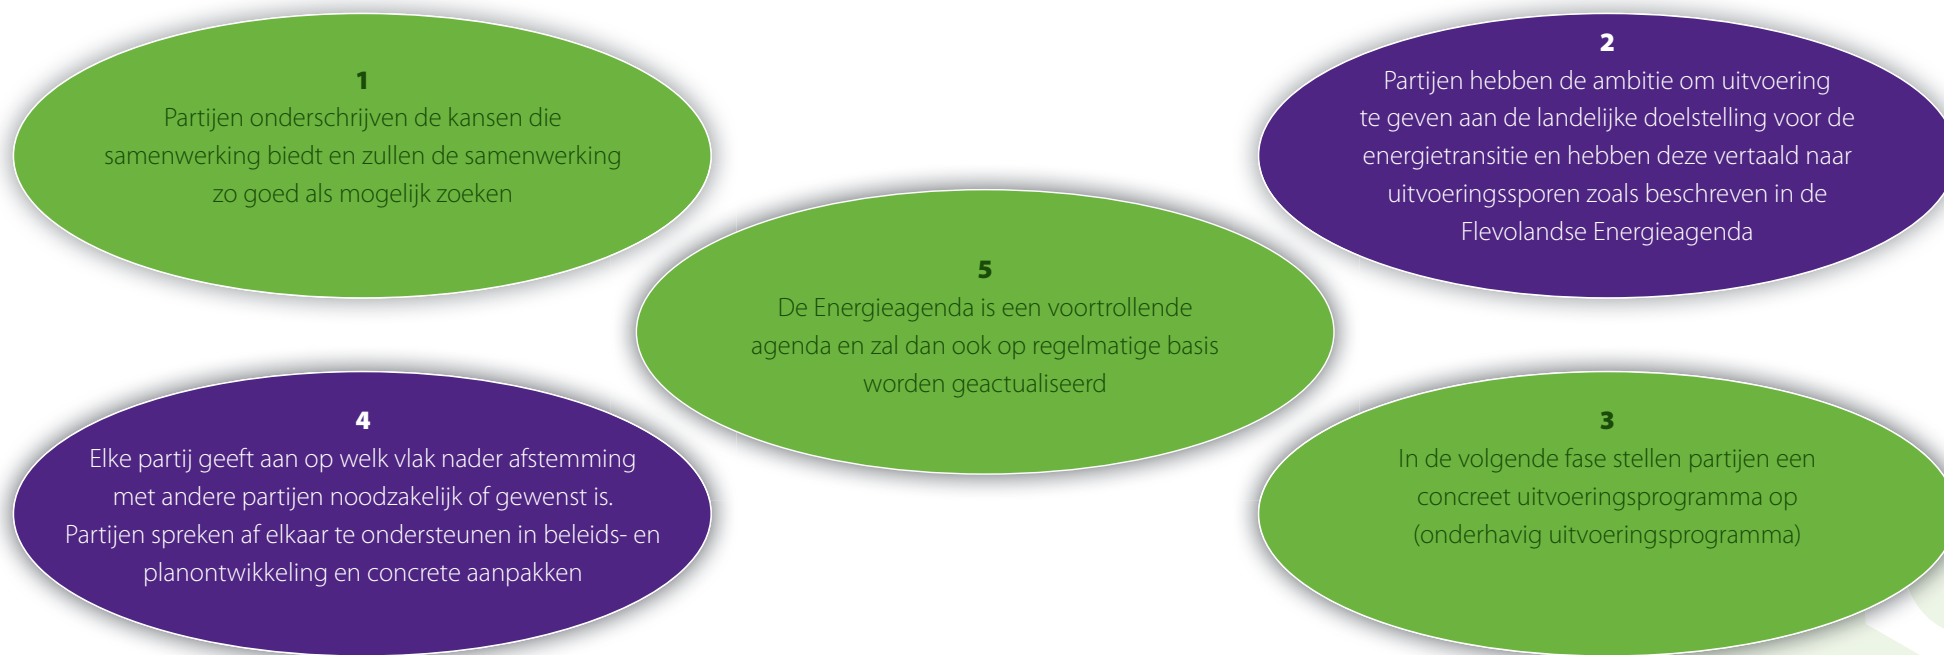 1
Partijen onderschrijven de kansen die
samenwerking biedt en zullen de samenwerking
zo goed als mogelijk zoeken
2
Partijen hebben de ambitie om uitvoering
te geven aan de landelijke doelstelling voor de
energietransitie en hebben deze vertaald naar
uitvoeringssporen zoals beschreven in de
Flevolandse Energieagenda
5
De Energieagenda is een voortrollende
agenda en zal dan ook op regelmatige basis
worden geactualiseerd
4
Elke partij geeft aan op welk vlak nader afstemming
met andere partijen noodzakelijk of gewenst is.
Partijen spreken af elkaar te ondersteunen in beleids- en
planontwikkeling en concrete aanpakken
3
In de volgende fase stellen partijen een
concreet uitvoeringsprogramma op
(onderhavig uitvoeringsprogramma)